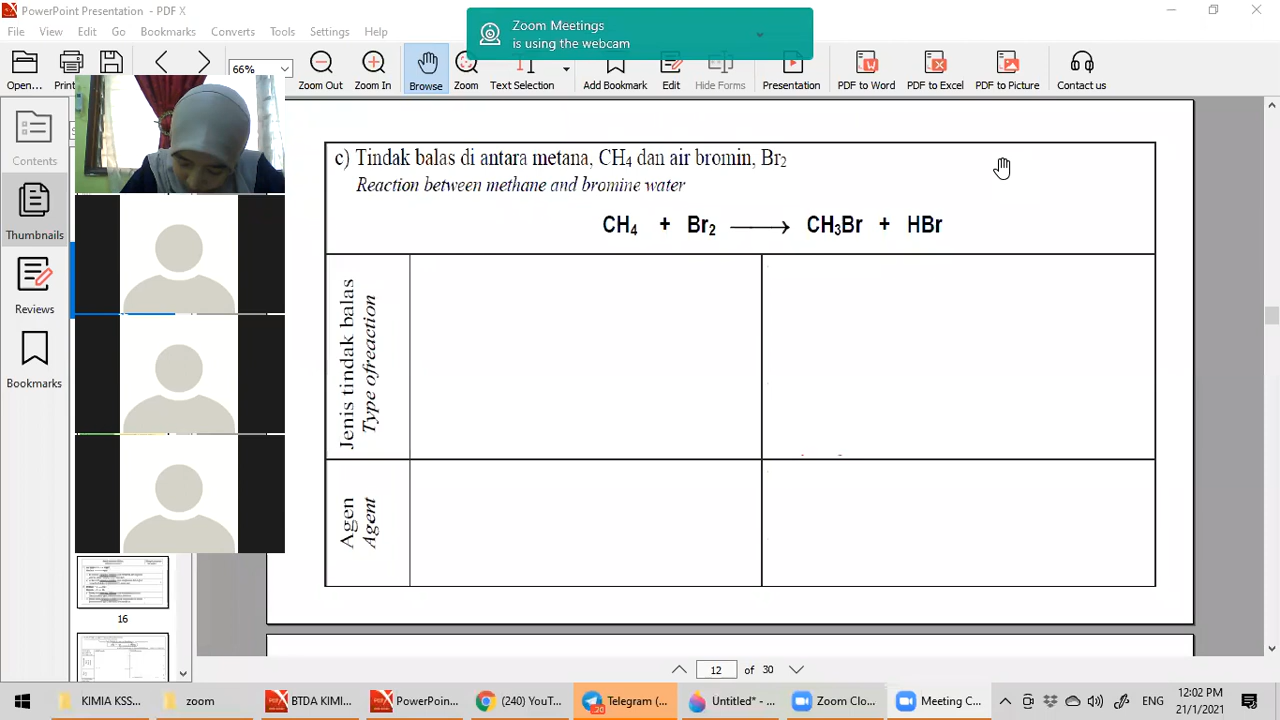 PowerPoint Presentation - PDF X
Zoom Meetings
is using the webcam
File View Edit Go Bookmarks Converts Tools Settings Help
66%
Open... Print Zoom Out Zoom In Browse Zoom Text Selection Add Bookmark Edit Hide Forms Presentation PDF to Word PDF to Excel PDF to Picture Contact us
Contents
Thumbnails
Reviews
Bookmarks
c) Tindak balas di antara metana, CH₄ dan air bromin, Br₂
Reaction between methane and bromine water
CH₄ + Br₂ ⟶ CH₃Br + HBr
Jenis tindak balas
Type ofreaction
Agen
Agent
16
12 of 30
KIMIA KSS...
zoom
BTDA KIMI...
PowerPoin...
(240) YouT...
Telegram (...
20
Untitled* - ...
Zoom Clo...
Meeting C...
ENG
12:02 PM
21/1/2021